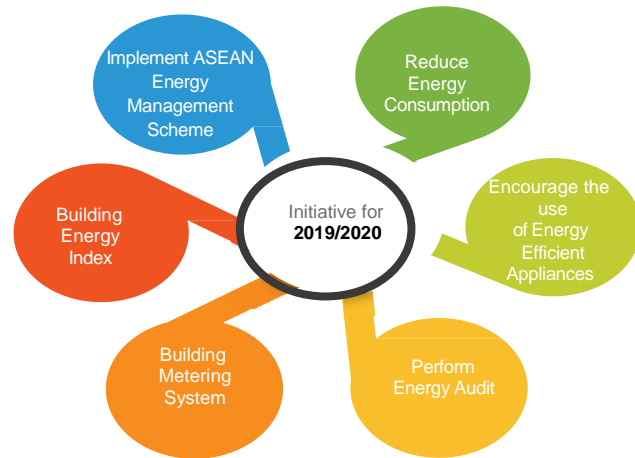 Implement ASEAN
Energy
Management
Scheme
Reduce
Energy
Consumption
Encourage the
use
of Energy
Efficient
Appliances
Perform
Energy Audit
Building
Metering
System
Building
Energy
Index
Initiative for
2019/2020